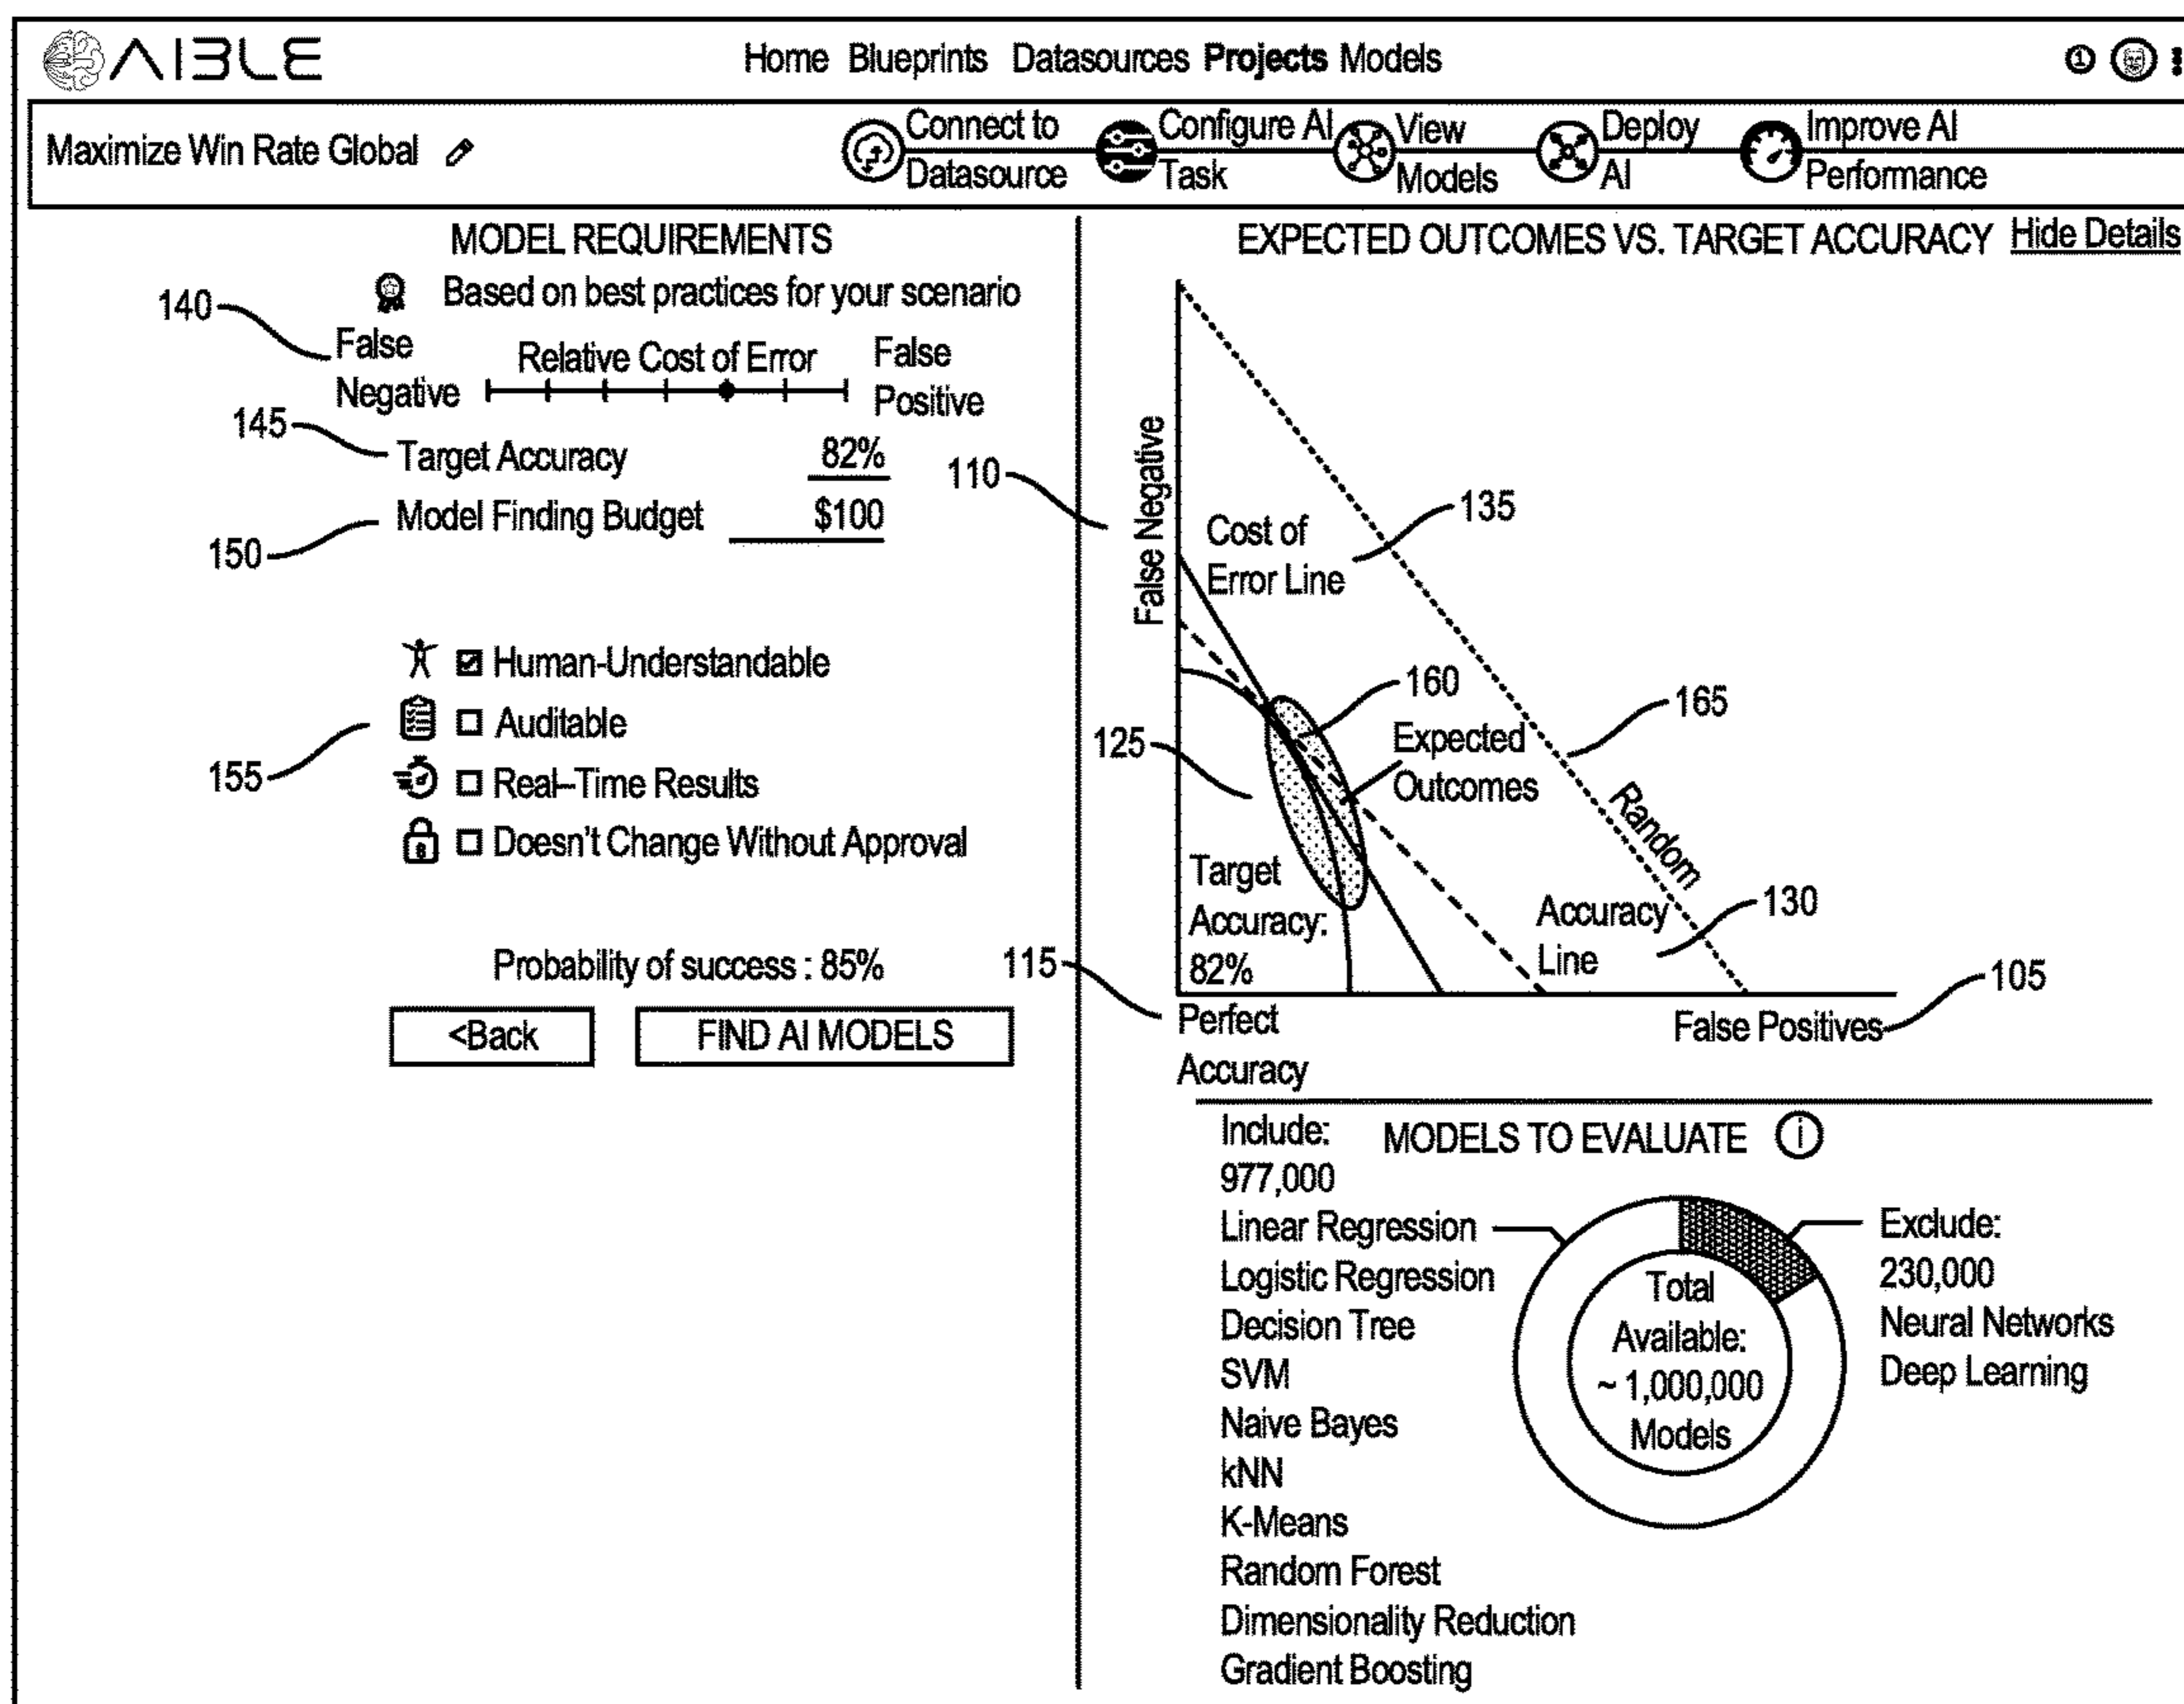 AIBLE
Home Blueprints Datasources Projects Models
1
Maximize Win Rate Global
Connect to
Datasource
Configure AI
Task
View
Models
Deploy
AI
Improve AI
Performance
MODEL REQUIREMENTS
Based on best practices for your scenario
140
False
Negative
Relative Cost of Error
False
Positive
145
Target Accuracy 82%
Model Finding Budget $100
150
Human-Understandable
Auditable
Real-Time Results
Doesn't Change Without Approval
155
Probability of success : 85%
<Back
FIND AI MODELS
EXPECTED OUTCOMES VS. TARGET ACCURACY Hide Details
110
False Negative
Cost of
Error Line
135
160
165
125
Expected
Outcomes
Random
Target
Accuracy:
82%
Accuracy
Line
130
115
105
Perfect
Accuracy
False Positives
Include:
977,000
MODELS TO EVALUATE i
Linear Regression
Logistic Regression
Decision Tree
SVM
Naive Bayes
kNN
K-Means
Random Forest
Dimensionality Reduction
Gradient Boosting
Total
Available:
~ 1,000,000
Models
Exclude:
230,000
Neural Networks
Deep Learning